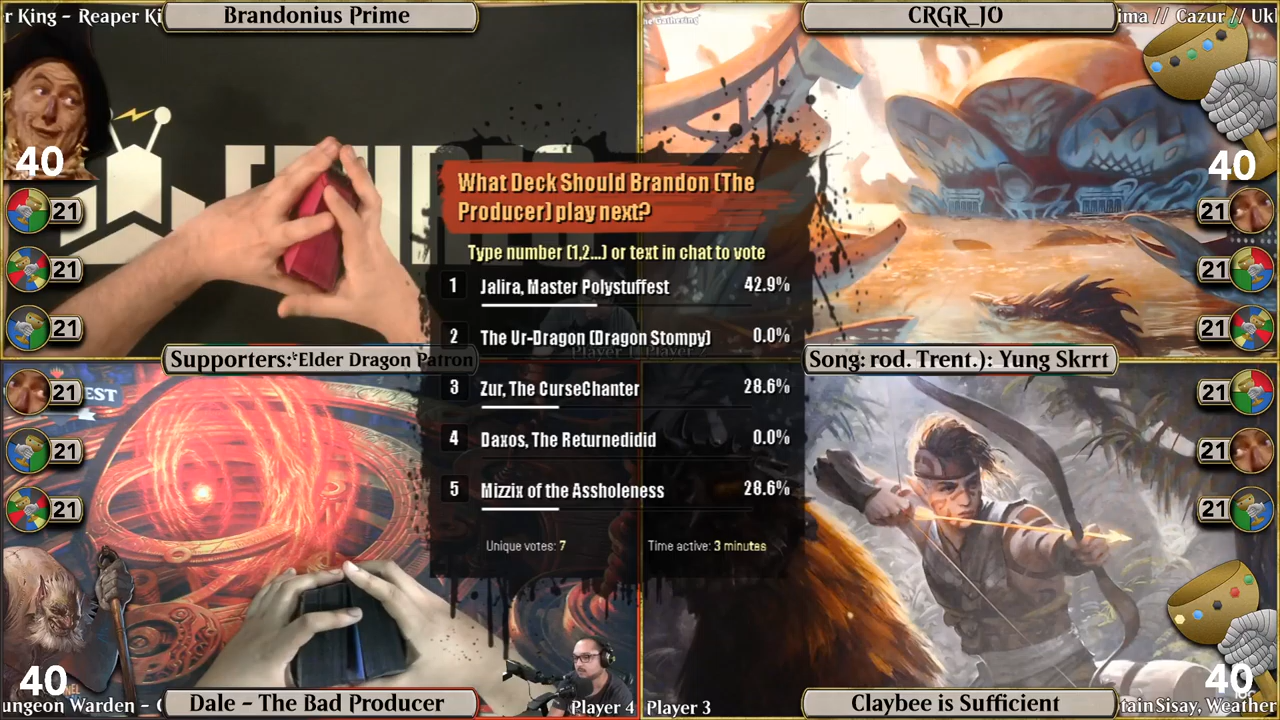 r King – Reaper Ki
Brandonius Prime
CRGR_JO
ima // Cazur // Uk
40
21
21
21
What Deck Should Brandon (The
Producer) play next?
Type number (1,2...) or text in chat to vote
1 Jalira, Master Polystuffest 42.9%
2 The Ur-Dragon (Dragon Stompy) 0.0%
3 Zur, The CurseChanter 28.6%
4 Daxos, The Returnedidid 0.0%
5 Mizzix of the Assholeness 28.6%
Unique votes: 7
Time active: 3 minutes
40
21
21
21
Supporters: Elder Dragon Patron
Song: rod. Trent.): Yung Skrrt
Player 1
Player 2
21
21
21
EST
40
ungeon Warden –
Dale – The Bad Producer
Player 4
Player 3
21
21
21
40
Claybee is Sufficient
tain Sisay, Weather